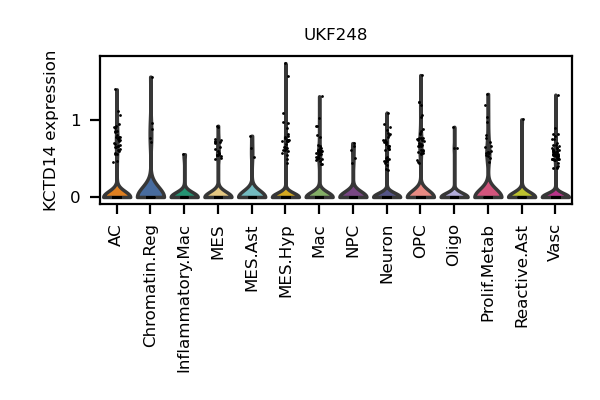 UKF248
KCTD14 expression
1
0
AC
Chromatin.Reg
Inflammatory.Mac
MES
MES.Ast
MES.Hyp
Mac
NPC
Neuron
OPC
Oligo
Prolif.Metab
Reactive.Ast
Vasc